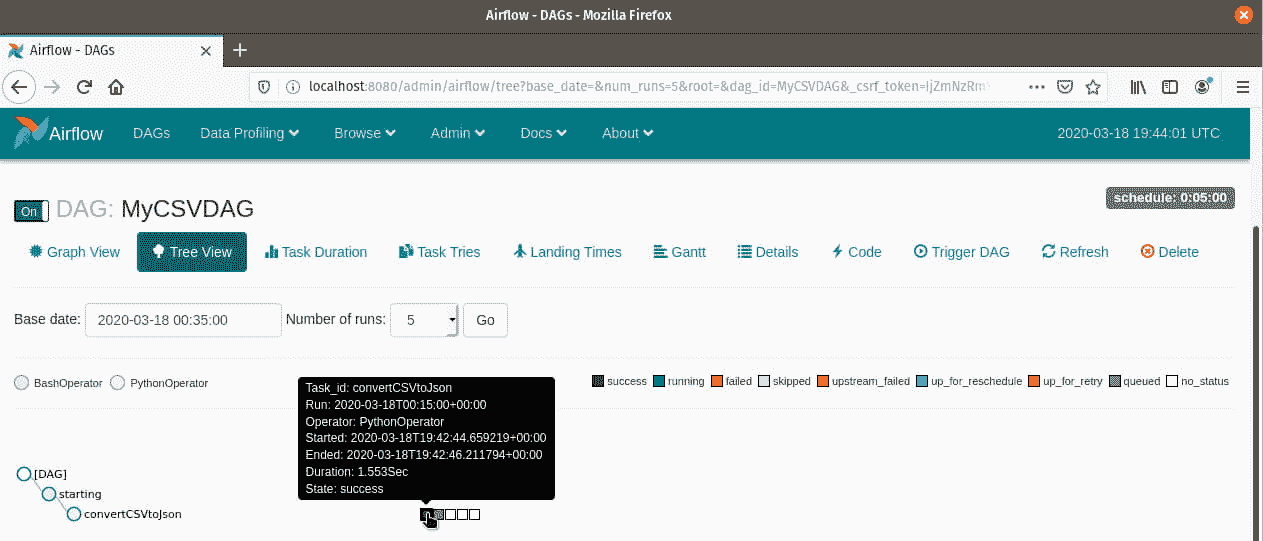 Airflow - DAGs - Mozilla Firefox
Airflow - DAGs
localhost:8080/admin/airflow/tree?base_date=&num_runs=5&root=&dag_id=MyCSVDAG&_csrf_token=IjZmNzRm
Airflow DAGs Data Profiling Browse Admin Docs About 2020-03-18 19:44:01 UTC
On DAG: MyCSVDAG schedule: 0:05:00
Graph View Tree View Task Duration Task Tries Landing Times Gantt Details Code Trigger DAG Refresh Delete
Base date: 2020-03-18 00:35:00 Number of runs: 5 Go
BashOperator PythonOperator success running failed skipped upstream_failed up_for_reschedule up_for_retry queued no_status
Task_id: convertCSVtoJson
Run: 2020-03-18T00:15:00+00:00
Operator: PythonOperator
Started: 2020-03-18T19:42:44.659219+00:00
Ended: 2020-03-18T19:42:46.211794+00:00
Duration: 1.553Sec
State: success
[DAG]
starting
convertCSVtoJson